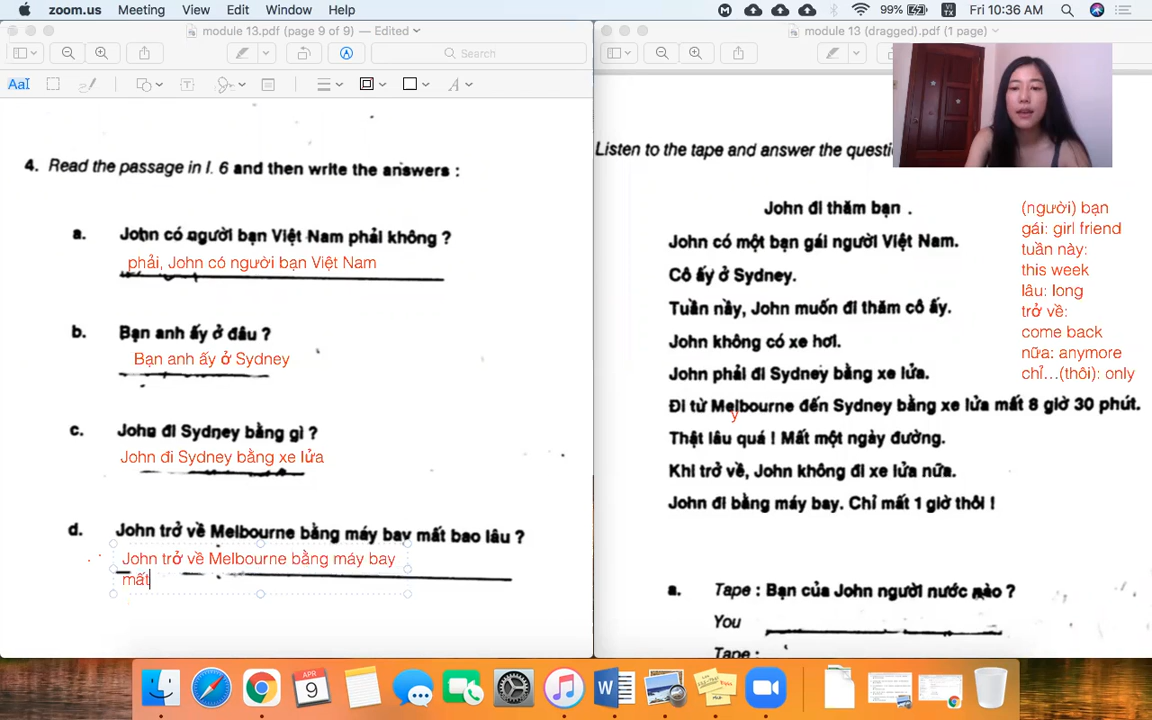 zoom.us Meeting View Edit Window Help
99% VI TX Fri 10:36 AM
module 13.pdf (page 9 of 9) — Edited
module 13 (dragged).pdf (1 page)
Search
AaI
4. Read the passage in l. 6 and then write the answers :
a. John có người bạn Việt Nam phải không ?
phải, John có người bạn Việt Nam
b. Bạn anh ấy ở đâu ?
Bạn anh ấy ở Sydney
c. John đi Sydney bằng gì ?
John đi Sydney bằng xe lửa
d. John trở về Melbourne bằng máy bay mất bao lâu ?
John trở về Melbourne bằng máy bay
mất
Listen to the tape and answer the
John đi thăm bạn .
John có một bạn gái người Việt Nam.
Cô ấy ở Sydney.
Tuần nầy, John muốn đi thăm cô ấy.
John không có xe hơi.
John phải đi Sydney bằng xe lửa.
Đi từ Melbourne đến Sydney bằng xe lửa mất 8 giờ 30 phút.
y
Thật lâu quá ! Mất một ngày đường.
Khi trở về, John không đi xe lửa nữa.
John đi bằng máy bay. Chỉ mất 1 giờ thôi !
(người) bạn
gái: girl friend
tuần này:
this week
lâu: long
trở về:
come back
nữa: anymore
chỉ...(thôi): only
a. Tape : Bạn của John người nước nào ?
You
Tape :
APR
9
W